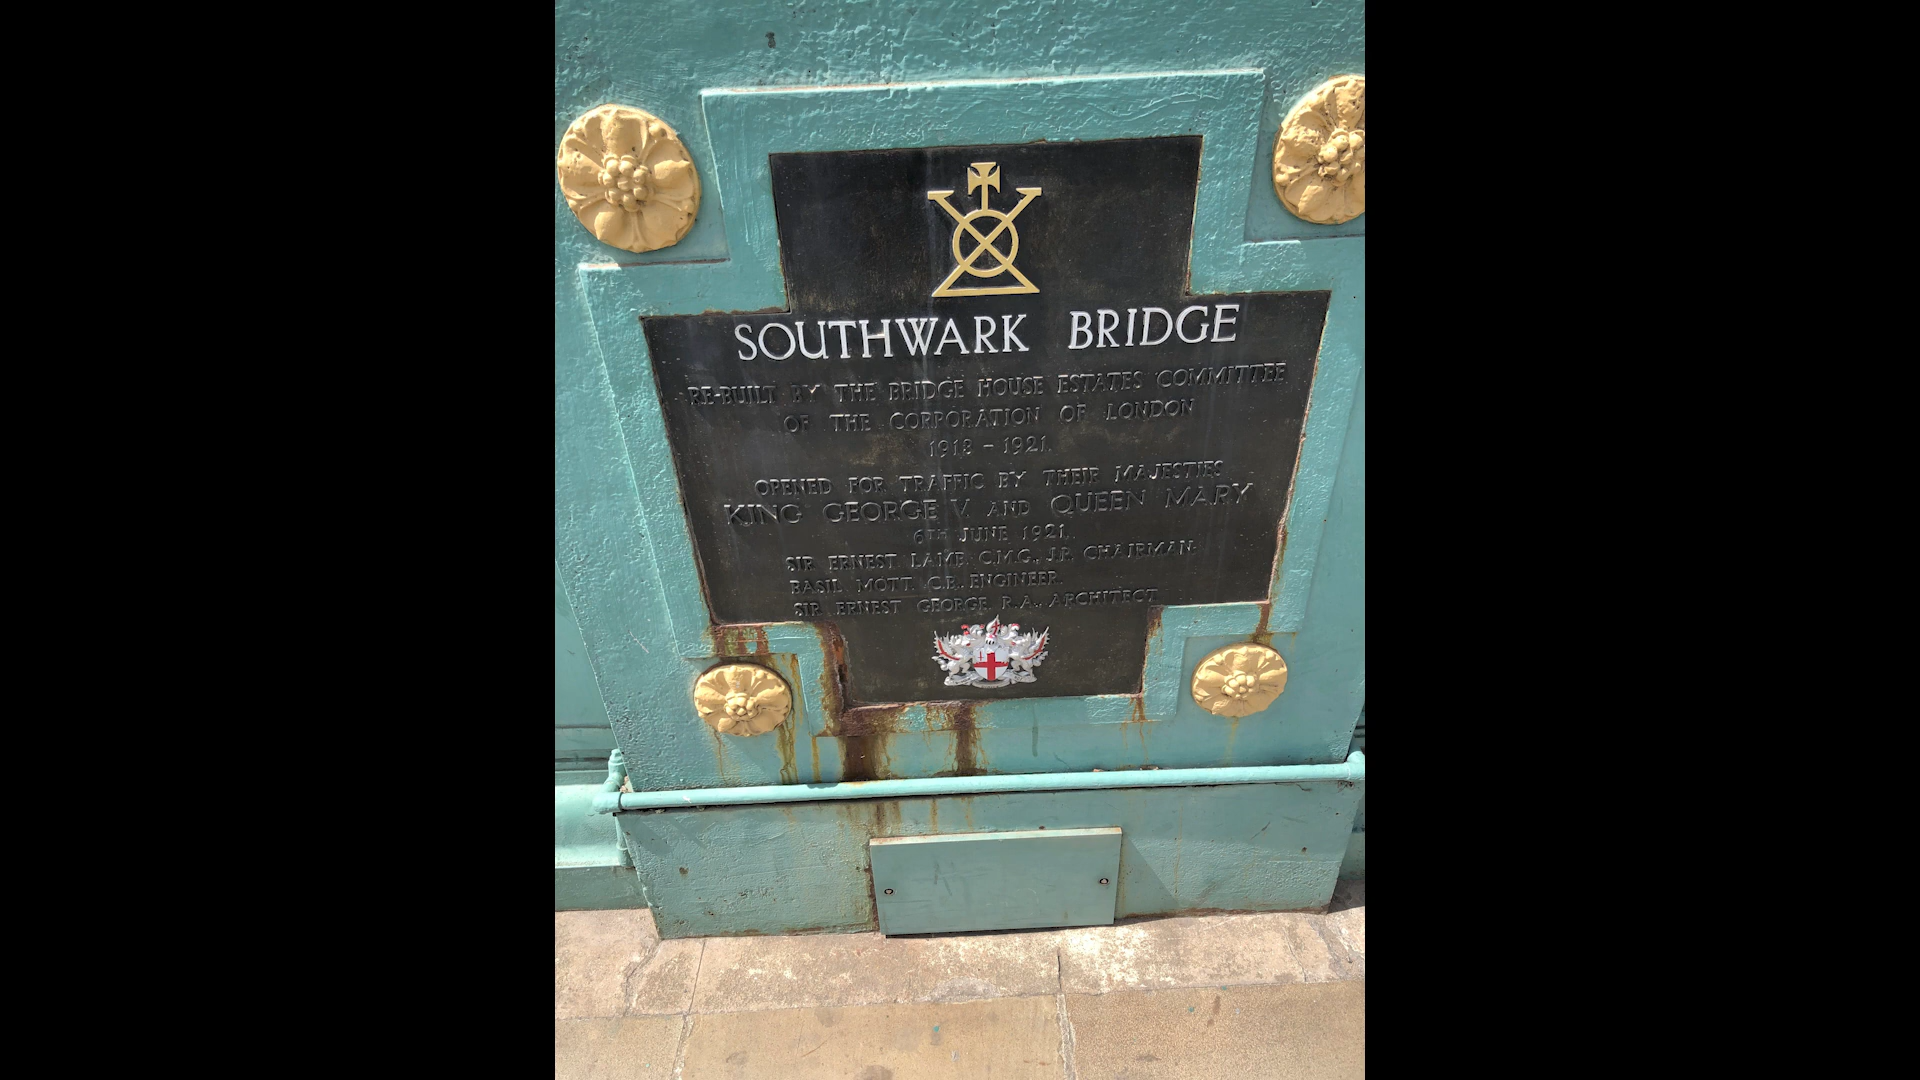 SOUTHWARK BRIDGE
RE-BUILT BY THE BRIDGE HOUSE ESTATES COMMITTEE
OF THE CORPORATION OF LONDON
1913 - 1921.
OPENED FOR TRAFFIC BY THEIR MAJESTIES
KING GEORGE V. AND QUEEN MARY
6TH JUNE 1921.
SIR ERNEST LAMB, C.M.G., J.P. CHAIRMAN.
BASIL MOTT, C.B., ENGINEER.
SIR ERNEST GEORGE, R.A., ARCHITECT